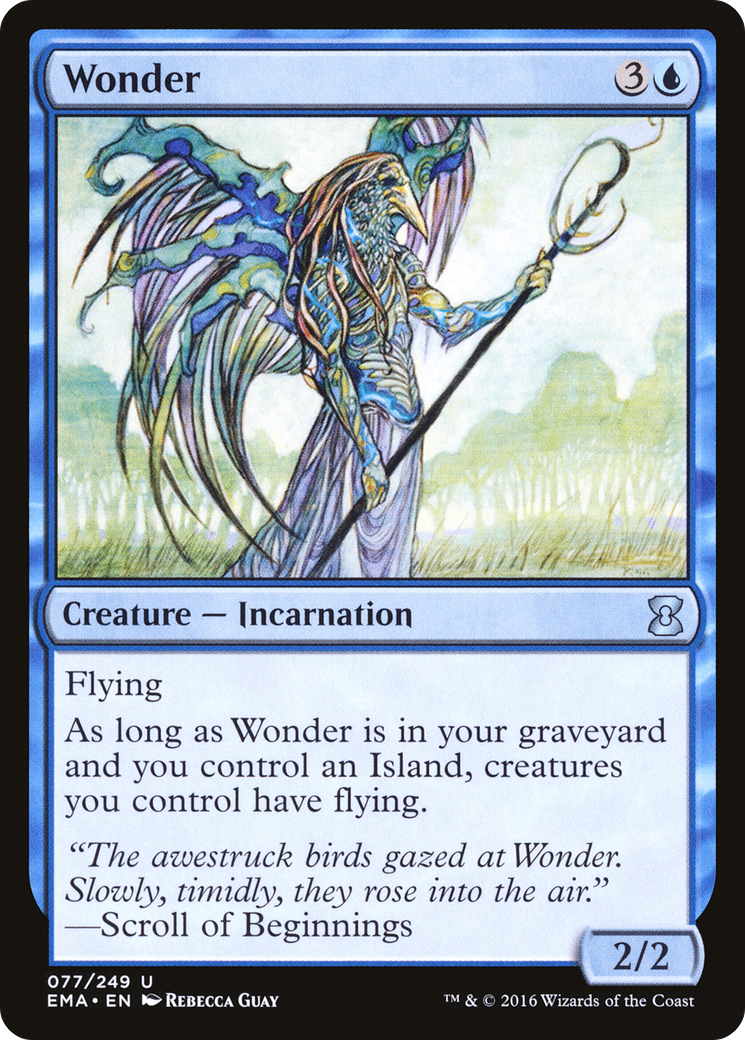 Wonder
3
Creature — Incarnation
Flying
As long as Wonder is in your graveyard
and you control an Island, creatures
you control have flying.
“The awestruck birds gazed at Wonder.
Slowly, timidly, they rose into the air.”
—Scroll of Beginnings
2/2
077/249 U
EMA • EN Rebecca Guay
™ & © 2016 Wizards of the Coast